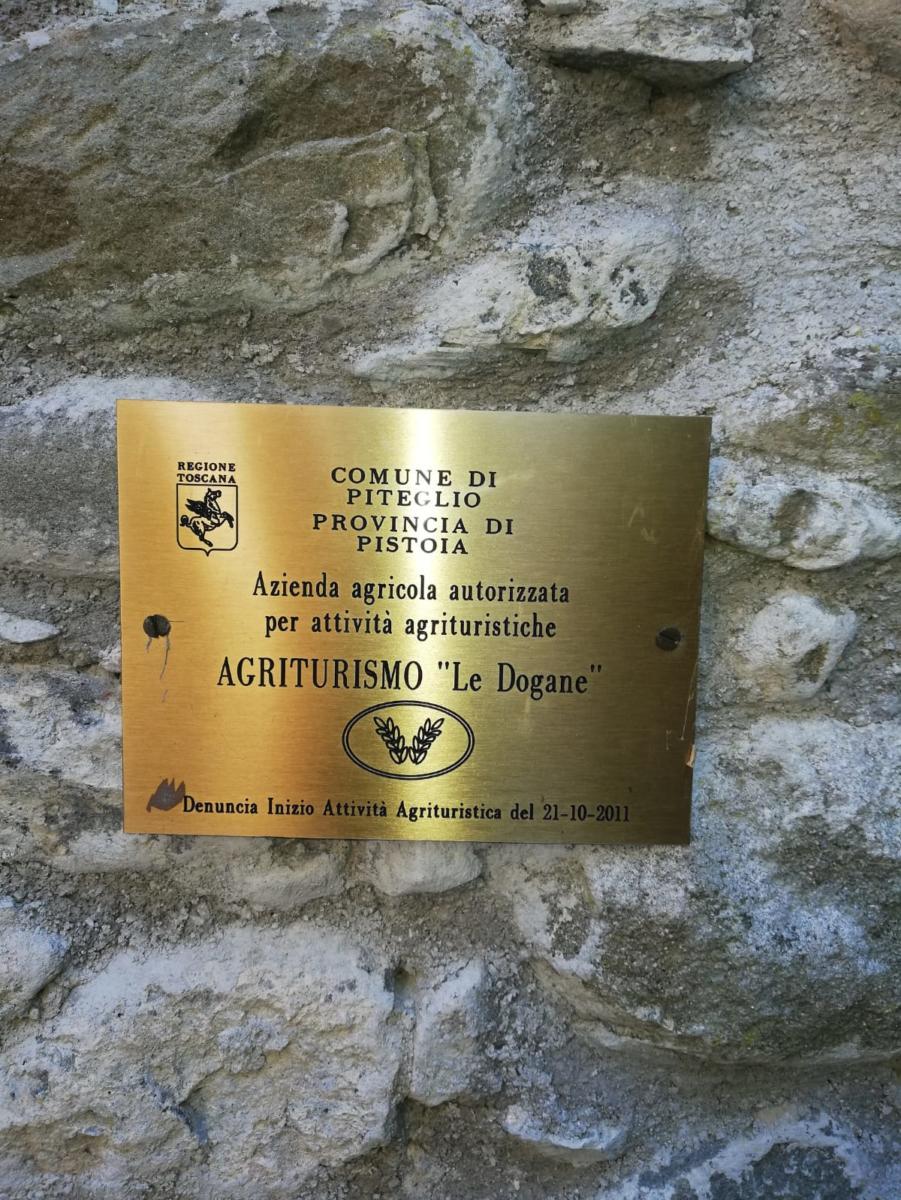 REGIONE
TOSCANA
COMUNE DI
PITEGLIO
PROVINCIA DI
PISTOIA
Azienda agricola autorizzata
per attività agrituristiche
AGRITURISMO "Le Dogane"
Denuncia Inizio Attività Agrituristica del 21-10-2011